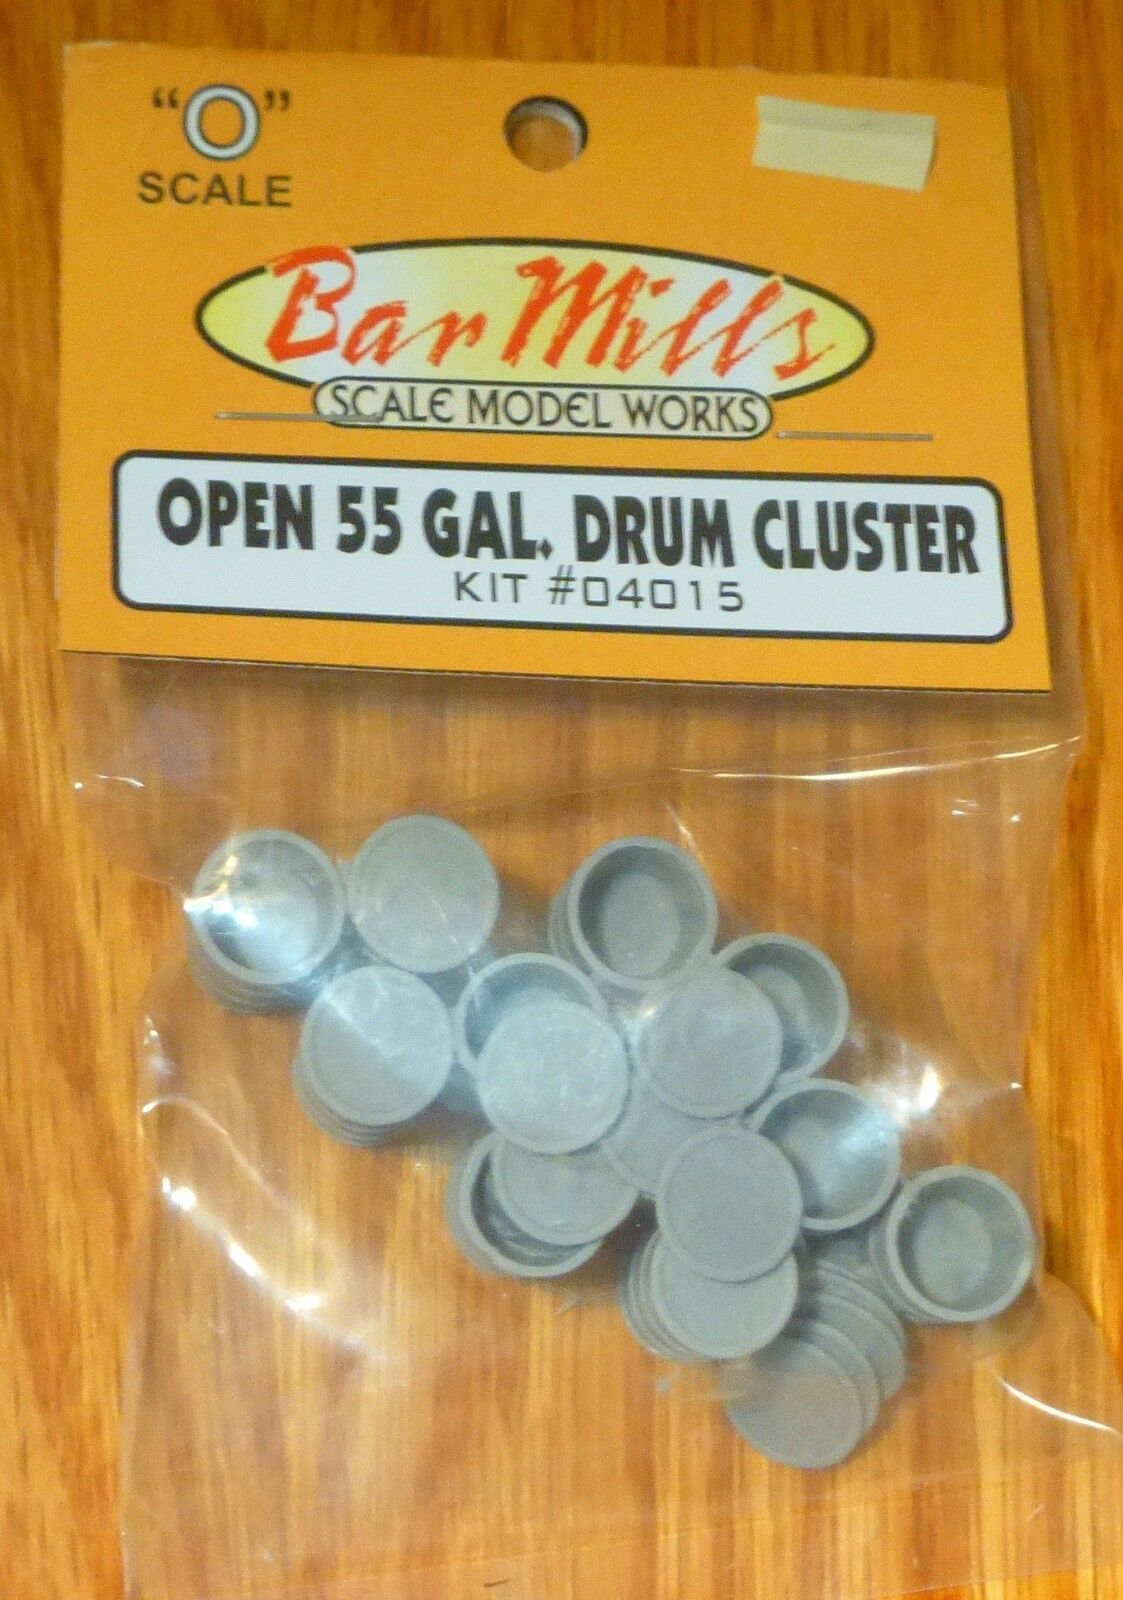 "O"
SCALE
Bar Mills
SCALE MODEL WORKS
OPEN 55 GAL. DRUM CLUSTER
KIT #04015